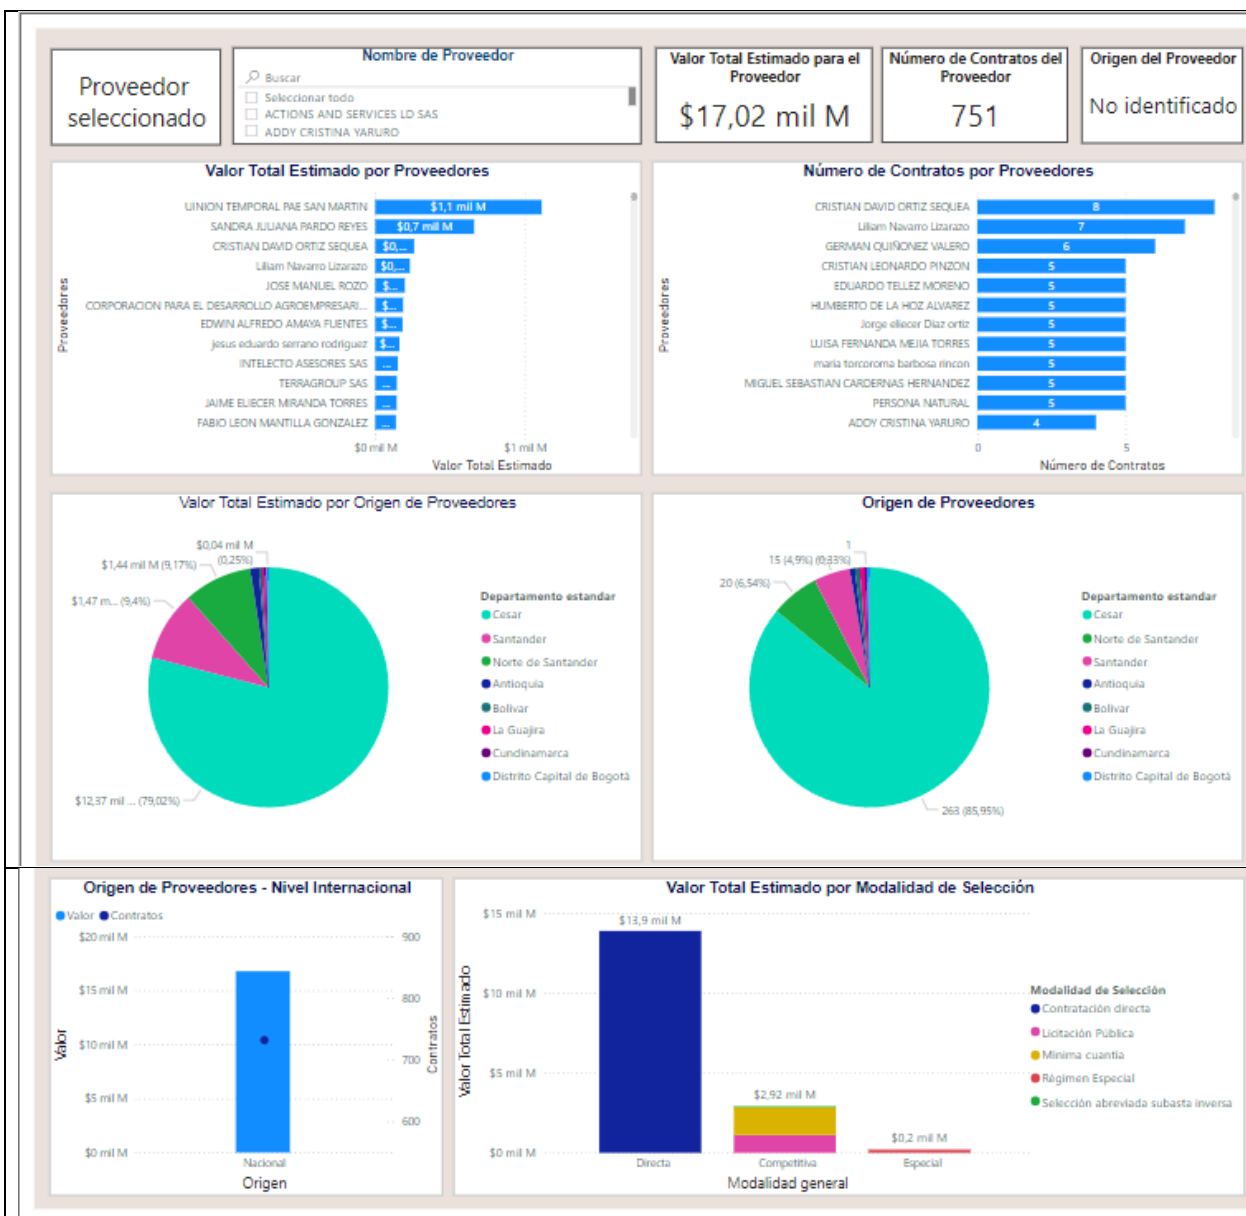 Proveedor
seleccionado
Nombre de Proveedor
Buscar
Seleccionar todo
ACTIONS AND SERVICES LD SAS
ADDY CRISTINA YARURO
Valor Total Estimado para el
Proveedor
$17,02 mil M
Número de Contratos del
Proveedor
751
Origen del Proveedor
No identificado
Valor Total Estimado por Proveedores
Proveedores
UINION TEMPORAL PAE SAN MARTIN $1,1 mil M
SANDRA JULIANA PARDO REYES $0,7 mil M
CRISTIAN DAVID ORTIZ SEQUEA $0,...
Liliam Navarro Lizarazo $0,...
JOSE MANUEL ROZO $...
CORPORACION PARA EL DESARROLLO AGROEMPRESARI... $...
EDWIN ALFREDO AMAYA FUENTES $...
jesus eduardo serrano rodriguez $...
INTELECTO ASESORES SAS ...
TERRAGROUP SAS ...
JAIME ELIECER MIRANDA TORRES ...
FABIO LEON MANTILLA GONZALEZ ...
$0 mil M $1 mil M
Valor Total Estimado
Número de Contratos por Proveedores
Proveedores
CRISTIAN DAVID ORTIZ SEQUEA 8
Liliam Navarro Lizarazo 7
GERMAN QUIÑONEZ VALERO 6
CRISTIAN LEONARDO PINZON 5
EDUARDO TELLEZ MORENO 5
HUMBERTO DE LA HOZ ALVAREZ 5
Jorge eliecer Diaz ortiz 5
LUISA FERNANDA MEJIA TORRES 5
maria torcoroma barbosa rincon 5
MIGUEL SEBASTIAN CARDERNAS HERNANDEZ 5
PERSONA NATURAL 5
ADDY CRISTINA YARURO 4
0 5
Número de Contratos
Valor Total Estimado por Origen de Proveedores
$0,04 mil M
(0,25%)
$1,44 mil M (9,17%)
$1,47 m... (9,4%)
$12,37 mil ... (79,02%)
Departamento estandar
Cesar
Santander
Norte de Santander
Antioquia
Bolivar
La Guajira
Cundinamarca
Distrito Capital de Bogotá
Origen de Proveedores
1
(0,33%)
15 (4,9%)
20 (6,54%)
263 (85,95%)
Departamento estandar
Cesar
Norte de Santander
Santander
Antioquia
Bolivar
La Guajira
Cundinamarca
Distrito Capital de Bogotá
Origen de Proveedores - Nivel Internacional
Valor Contratos
$20 mil M 900
$15 mil M 800
$10 mil M 700
$5 mil M 600
$0 mil M
Valor
Contratos
Nacional
Origen
Valor Total Estimado por Modalidad de Selección
Valor Total Estimado
$15 mil M
$10 mil M
$5 mil M
$0 mil M
$13,9 mil M
$2,92 mil M
$0,2 mil M
Directa Competitiva Especial
Modalidad general
Modalidad de Selección
Contratación directa
Licitación Pública
Minima cuantia
Régimen Especial
Selección abreviada subasta inversa